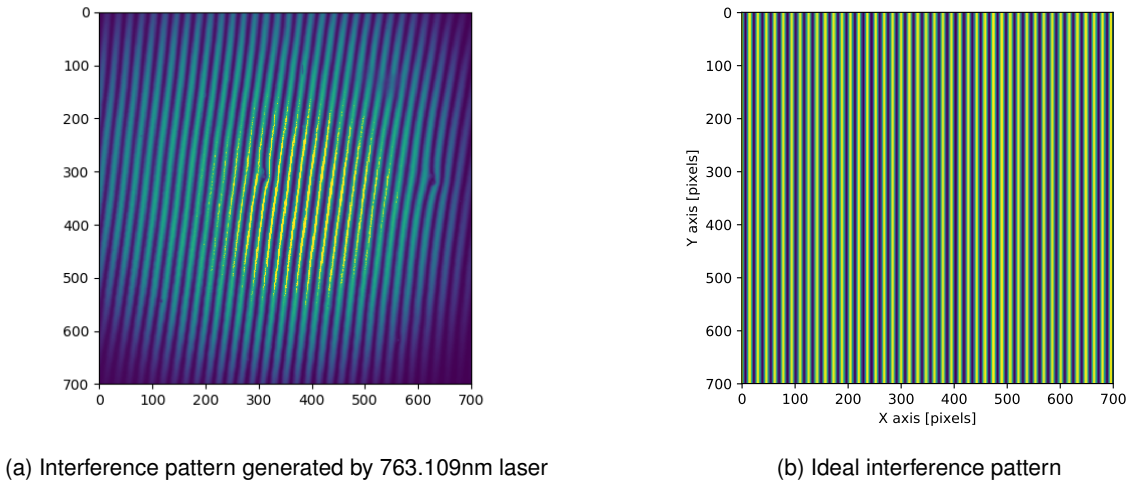 0
100
200
300
400
500
600
700
0 100 200 300 400 500 600 700
(a) Interference pattern generated by 763.109nm laser
Y axis [pixels]
0
100
200
300
400
500
600
700
0 100 200 300 400 500 600 700
X axis [pixels]
(b) Ideal interference pattern